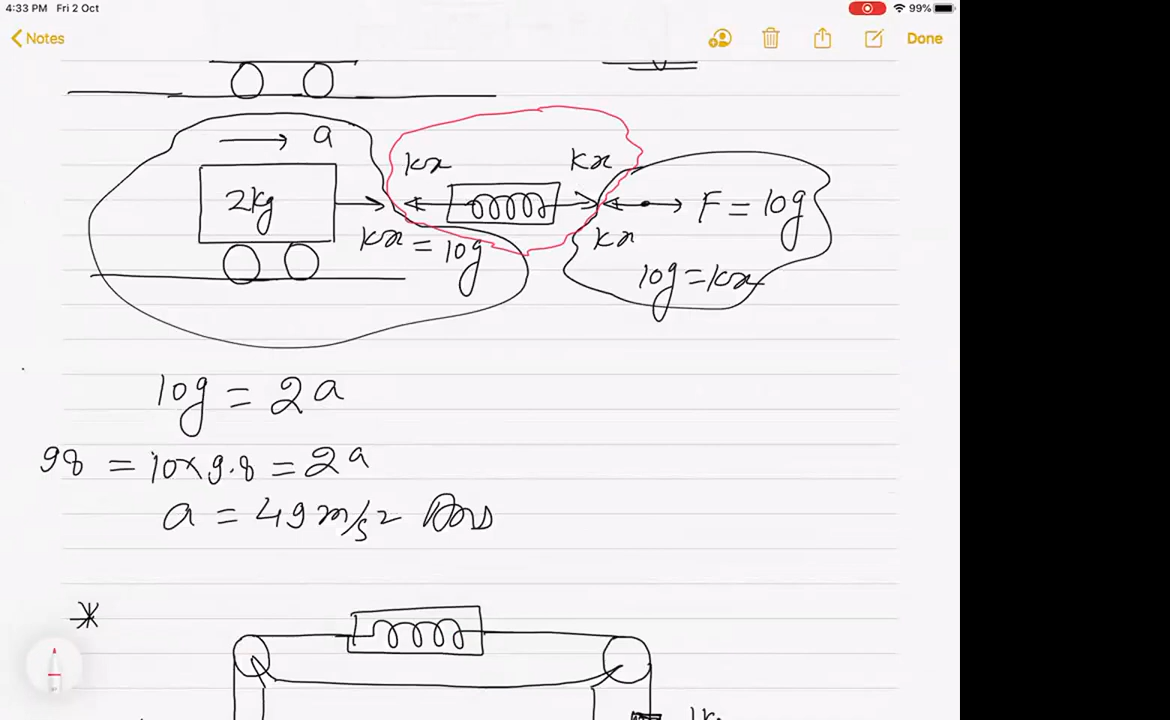 4:33 PM Fri 2 Oct
99%
Notes
Done
a
kx
kx
2kg
F = 10g
kx = 10g
kx
10g = kx
10g = 2a
98 = 10×9.8 = 2a
a = 49 m/s2 Ans
*